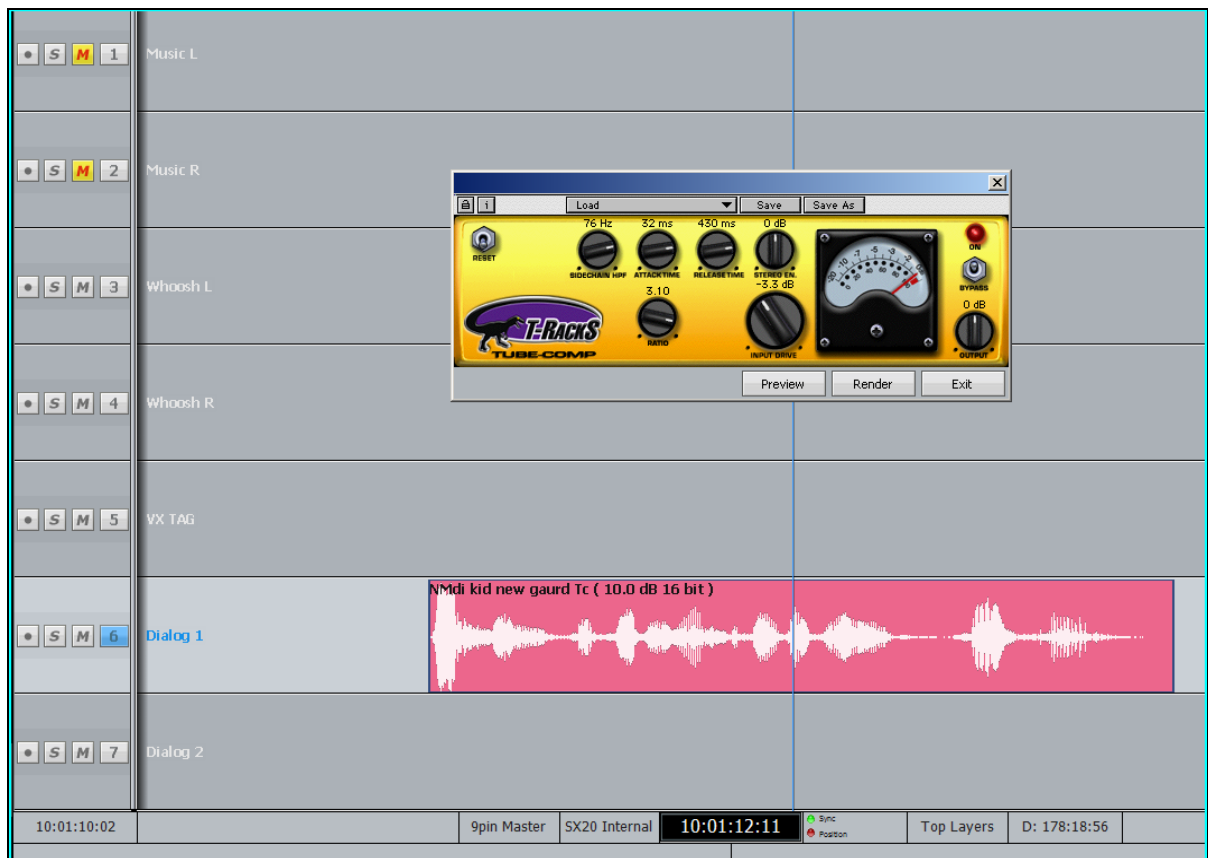 S M 1 Music L
S M 2 Music R
i Load Save Save As
76 Hz 32 ms 430 ms 0 dB
RESET
SIDECHAIN HPF ATTACK TIME RELEASE TIME STEREO EN.
3.10 -3.3 dB
ON
BYPASS
0 dB
T-RackS
TUBE-COMP
RATIO
INPUT DRIVE
OUTPUT
Preview Render Exit
S M 3 Whoosh L
S M 4 Whoosh R
S M 5 VX TAG
NMdi kid new gaurd Tc ( 10.0 dB 16 bit )
S M 6 Dialog 1
S M 7 Dialog 2
10:01:10:02 9pin Master SX20 Internal 10:01:12:11 Sync Position Top Layers D: 178:18:56